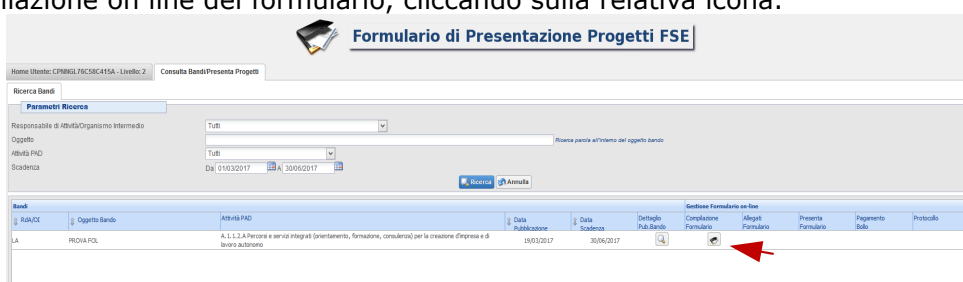 lazione on line del formulario, cliccando sulla relativa icona.
Formulario di Presentazione Progetti FSE
Home Utente: CPNNGL76C58C415A - Livello: 2 Consulta Bandi/Presenta Progetti
Ricerca Bandi
Parametri Ricerca
Responsabile di Attività/Organismo Intermedio Tutti
Oggetto Ricerca parola all'interno del oggetto bando
Attività PAD Tutti
Scadenza Da 01/03/2017 A 30/06/2017
Ricerca Annulla
Bandi Gestione Formulario on-line
RdA/OI Oggetto Bando Attività PAD Data Pubblicazione Data Scadenza Dettaglio Pub.Bando Compilazione Formulario Allegati Formulario Presenta Formulario Pagamento Bollo Protocollo
LA PROVA FOL A.1.1.2.A Percorsi e servizi integrati (orientamento, formazione, consulenza) per la creazione d'impresa e di lavoro autonomo 19/03/2017 30/06/2017